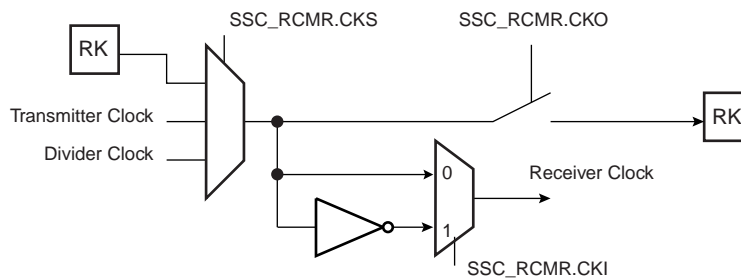 SSC_RCMR.CKS
SSC_RCMR.CKO
RK
Transmitter Clock
RK
Divider Clock
0
Receiver Clock
1
SSC_RCMR.CKI